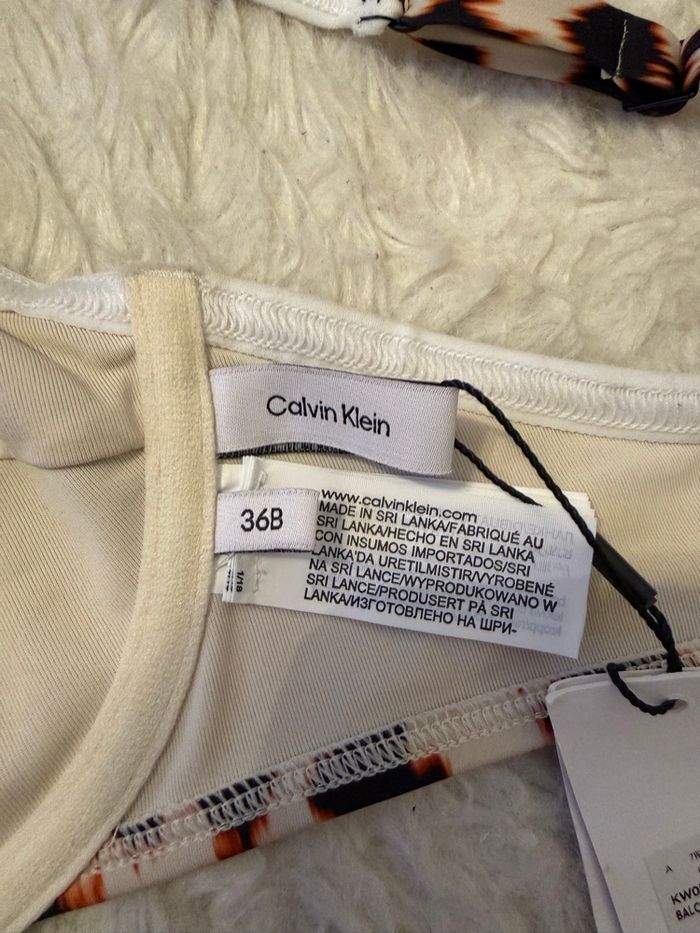 Calvin Klein
36B
www.calvinklein.com
MADE IN SRI LANKA/FABRIQUÉ AU
SRI LANKA/HECHO EN SRI LANKA
CON INSUMOS IMPORTADOS/SRI
LANKA'DA URETILMISTIR/VYROBENÉ
NA SRÍ LANCE/WYPRODUKOWANO W
SRI LANCE/PRODUSERT PÅ SRI
LANKA/ИЗГОТОВЛЕНО НА ШРИ-
1/18
A